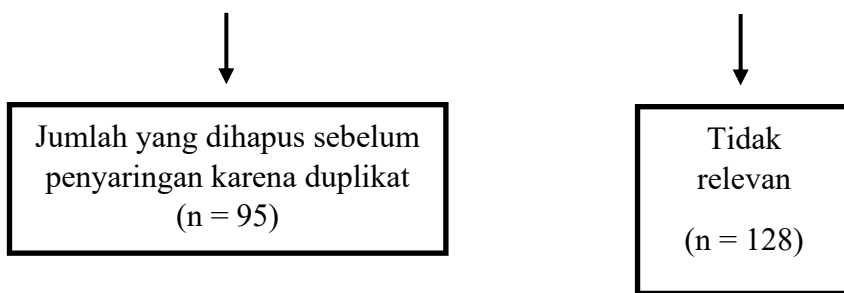 Jumlah yang dihapus sebelum
penyaringan karena duplikat
(n = 95)
Tidak
relevan
(n = 128)